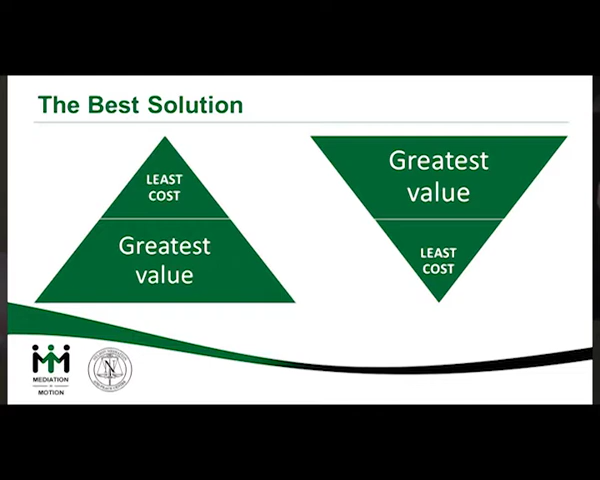 The Best Solution
LEAST
COST
Greatest
value
Greatest
value
LEAST
COST
MEDIATION
MOTION